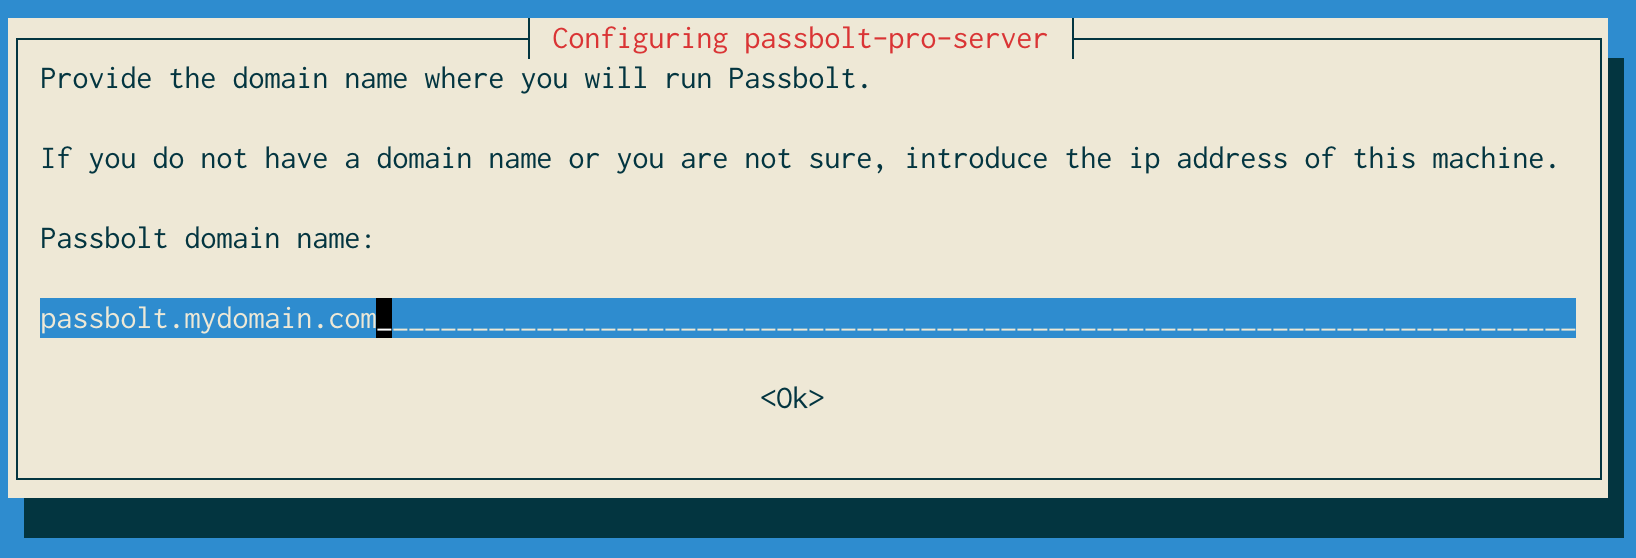 Configuring passbolt-pro-server
Provide the domain name where you will run Passbolt.
If you do not have a domain name or you are not sure, introduce the ip address of this machine.
Passbolt domain name:
passbolt.mydomain.com__________________________________________________________________________
<Ok>